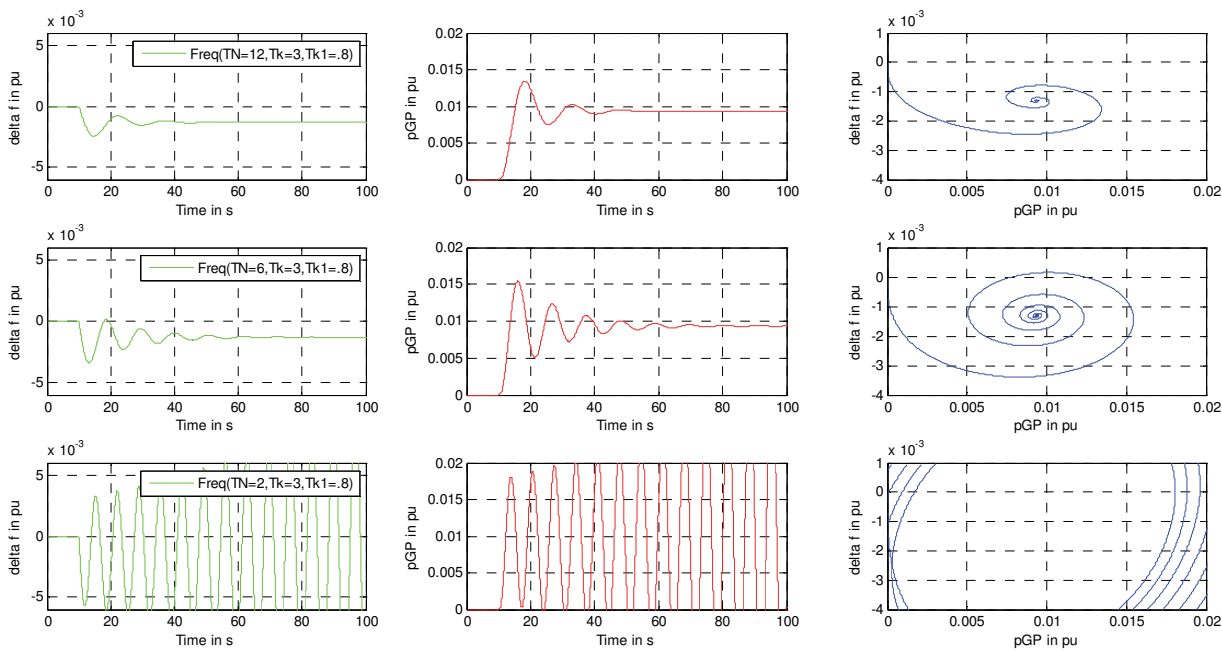 x 10^-3
5
0
-5
delta f in pu
Freq(TN=12,Tk=3,Tk1=.8)
0 20 40 60 80 100
Time in s
0.02
0.015
0.01
0.005
0
pGP in pu
0 20 40 60 80 100
Time in s
x 10^-3
1
0
-1
-2
-3
-4
delta f in pu
0 0.005 0.01 0.015 0.02
pGP in pu
x 10^-3
5
0
-5
delta f in pu
Freq(TN=6,Tk=3,Tk1=.8)
0 20 40 60 80 100
Time in s
0.02
0.015
0.01
0.005
0
pGP in pu
0 20 40 60 80 100
Time in s
x 10^-3
1
0
-1
-2
-3
-4
delta f in pu
0 0.005 0.01 0.015 0.02
pGP in pu
x 10^-3
5
0
-5
delta f in pu
Freq(TN=2,Tk=3,Tk1=.8)
0 20 40 60 80 100
Time in s
0.02
0.015
0.01
0.005
0
pGP in pu
0 20 40 60 80 100
Time in s
x 10^-3
1
0
-1
-2
-3
-4
delta f in pu
0 0.005 0.01 0.015 0.02
pGP in pu